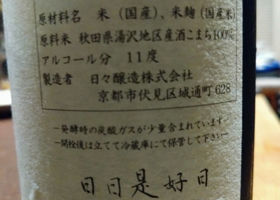 原材料名 米(国産)、米麹(国産)
原料米 秋田県湯沢地区産酒こまち100%
アルコール分 11度
製造者 日々醸造株式会社
京都市伏見区城通町628
ー発酵時の炭酸ガスが少量含まれていますー
ー開栓後は立てて冷蔵庫にて保管して下さいー
日日是好日